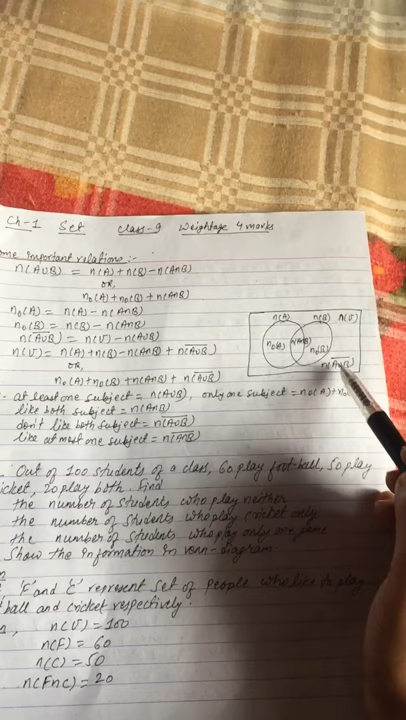 Ch-1 Set Class-9 Weightage 4 marks
ome important relations :-
n(A∪B) = n(A) + n(B) - n(A∩B)
OR,
n₀(A) + n₀(B) + n(A∩B)
n₀(A) = n(A) - n(A∩B)
n₀(B) = n(B) - n(A∩B)
n(A̅∪̅B̅) = n(U) - n(A∪B)
n(U) = n(A) + n(B) - n(A∩B) + n(A̅∪̅B̅)
OR,
n₀(A) + n₀(B) + n(A∩B) + n(A̅∪̅B̅)
n(A) n(B) n(U)
n₀(A) n(A∩B) n₀(B)
n(A̅∪̅B̅)
:- at least one subject = n(A∪B), only one subject = n₀(A) + n₀
like both subject = n(A∩B)
don't like both subject = n(A̅∪̅B̅)
like at most one subject = n(A̅∩̅B̅)
Out of 100 students of a class, 60 play foot-ball, 50 play
icket, 20 play both. Find
the number of students who play neither
the number of students who play cricket only
the number of students who play only one game
Show the information in venn-diagram
'F' and 'C' represent set of people who like to play
ball and cricket respectively.
n(U) = 100
n(F) = 60
n(C) = 50
n(F∩C) = 20